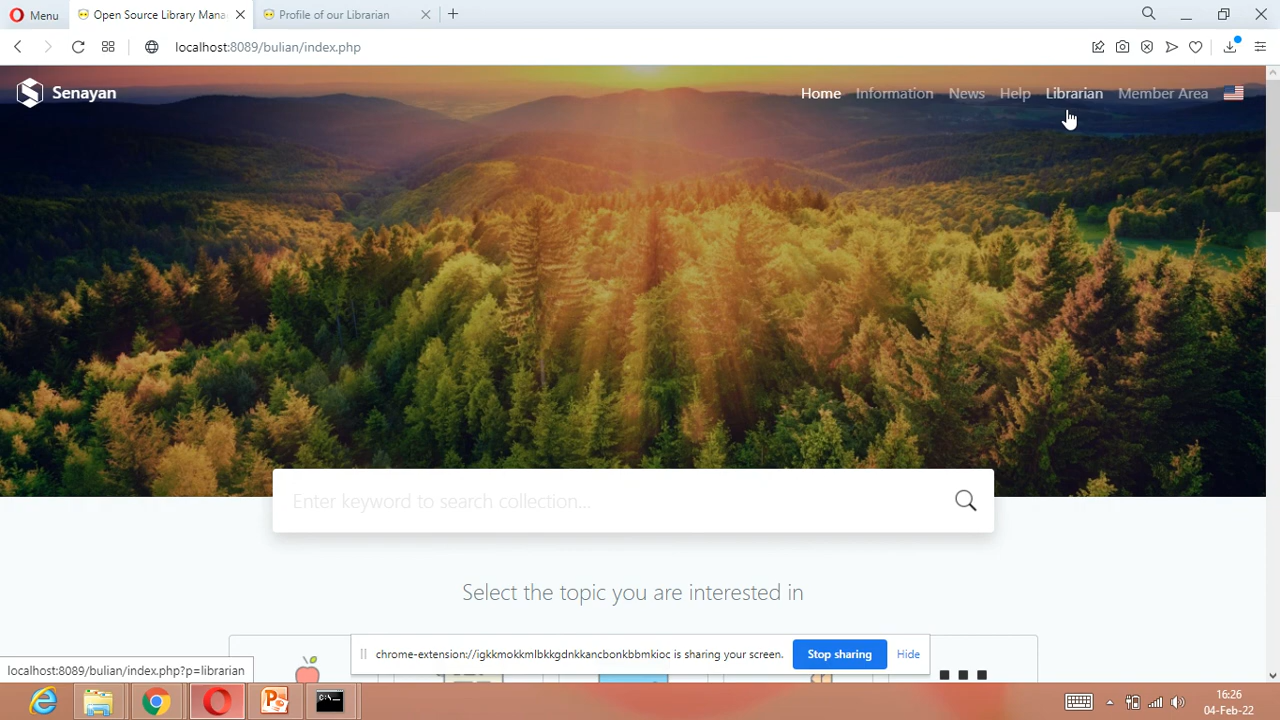 Menu
Open Source Library Mana
Profile of our Librarian
localhost:8089/bulian/index.php
Senayan
Home
Information
News
Help
Librarian
Member Area
Enter keyword to search collection...
Select the topic you are interested in
chrome-extension://igkkmokkmlbkkgdnkkancbonkbbmkioc is sharing your screen.
Stop sharing
Hide
localhost:8089/bulian/index.php?p=librarian
16:26
04-Feb-22